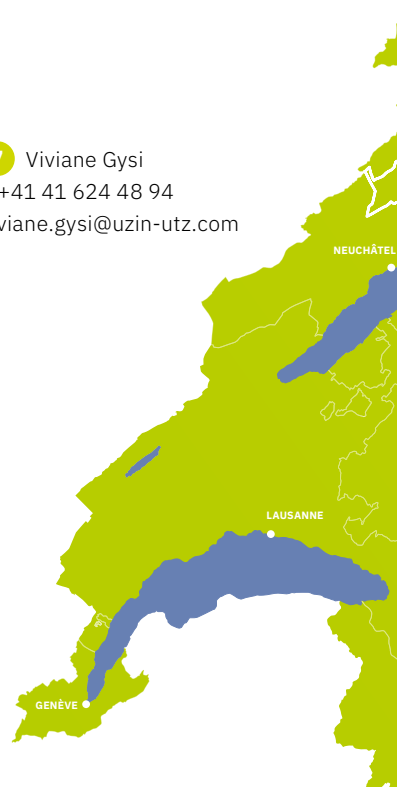 Viviane Gysi
+41 41 624 48 94
viane.gysi@uzin-utz.com
NEUCHÂTEL
LAUSANNE
GENÈVE